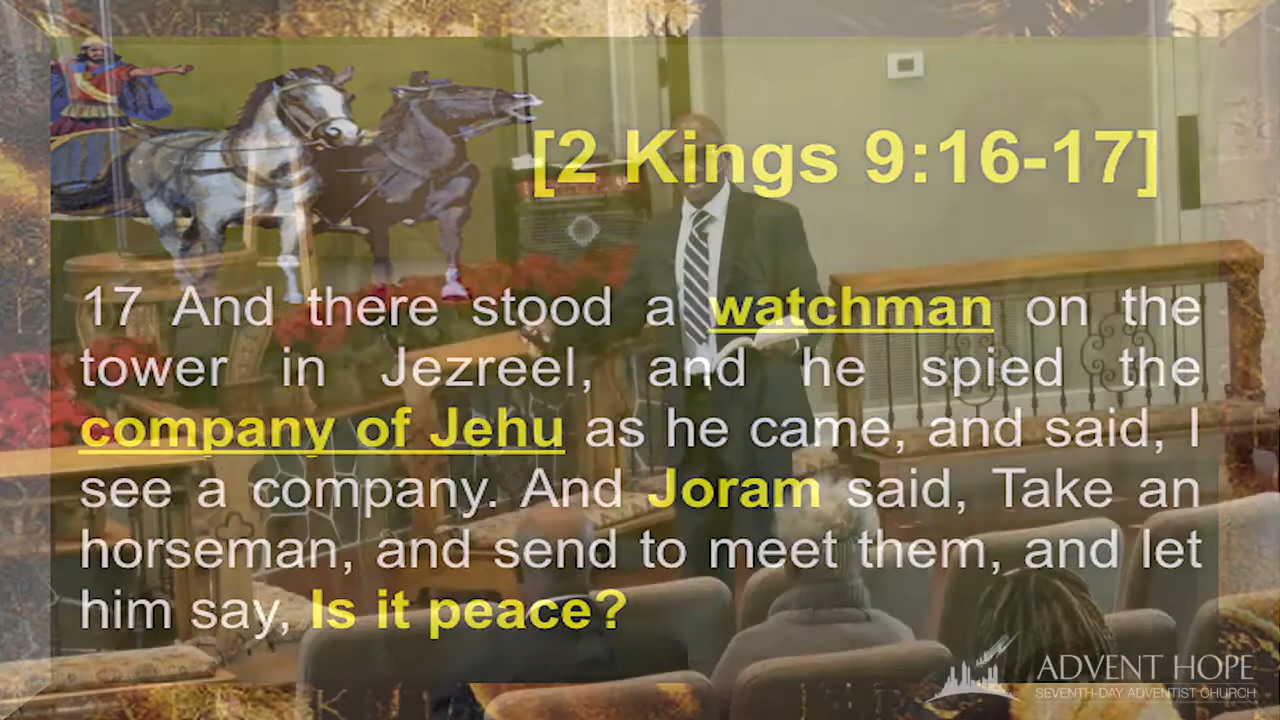 [2 Kings 9:16-17]
17 And there stood a watchman on the
tower in Jezreel, and he spied the
company of Jehu as he came, and said, I
see a company. And Joram said, Take an
horseman, and send to meet them, and let
him say, Is it peace?
ADVENT HOPE
SEVENTH-DAY ADVENTIST CHURCH